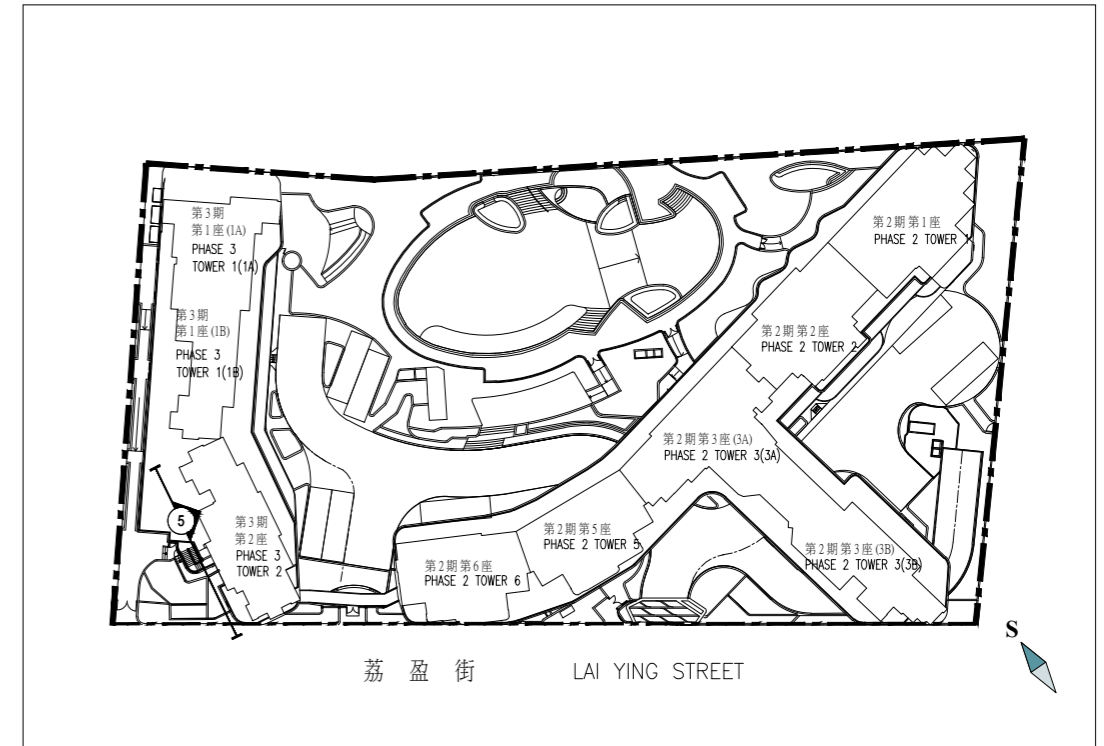 第3期
第1座(1A)
PHASE 3
TOWER 1(1A)
第3期
第1座(1B)
PHASE 3
TOWER 1(1B)
5
第3期
第2座
PHASE 3
TOWER 2
第2期第1座
PHASE 2 TOWER 1
第2期第2座
PHASE 2 TOWER 2
第2期第3座(3A)
PHASE 2 TOWER 3(3A)
第2期第5座
PHASE 2 TOWER 5
第2期第6座
PHASE 2 TOWER 6
第2期第3座(3B)
PHASE 2 TOWER 3(3B)
S
荔盈街 LAI YING STREET